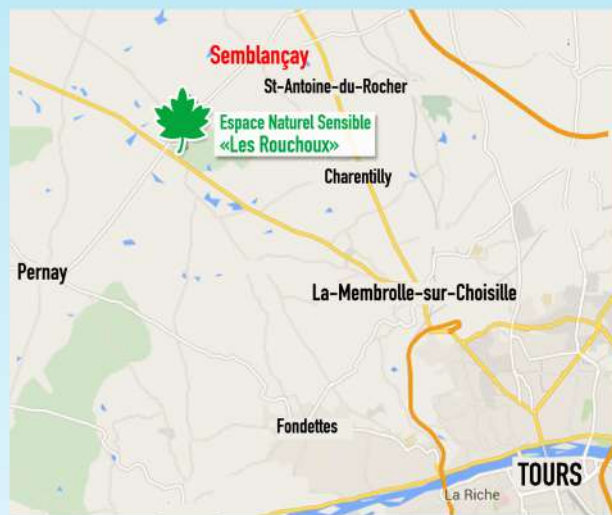 Semblançay
St-Antoine-du-Rocher
Espace Naturel Sensible
«Les Rouchoux»
Charentilly
Pernay
La-Membrolle-sur-Choisille
Fondettes
TOURS
La Riche